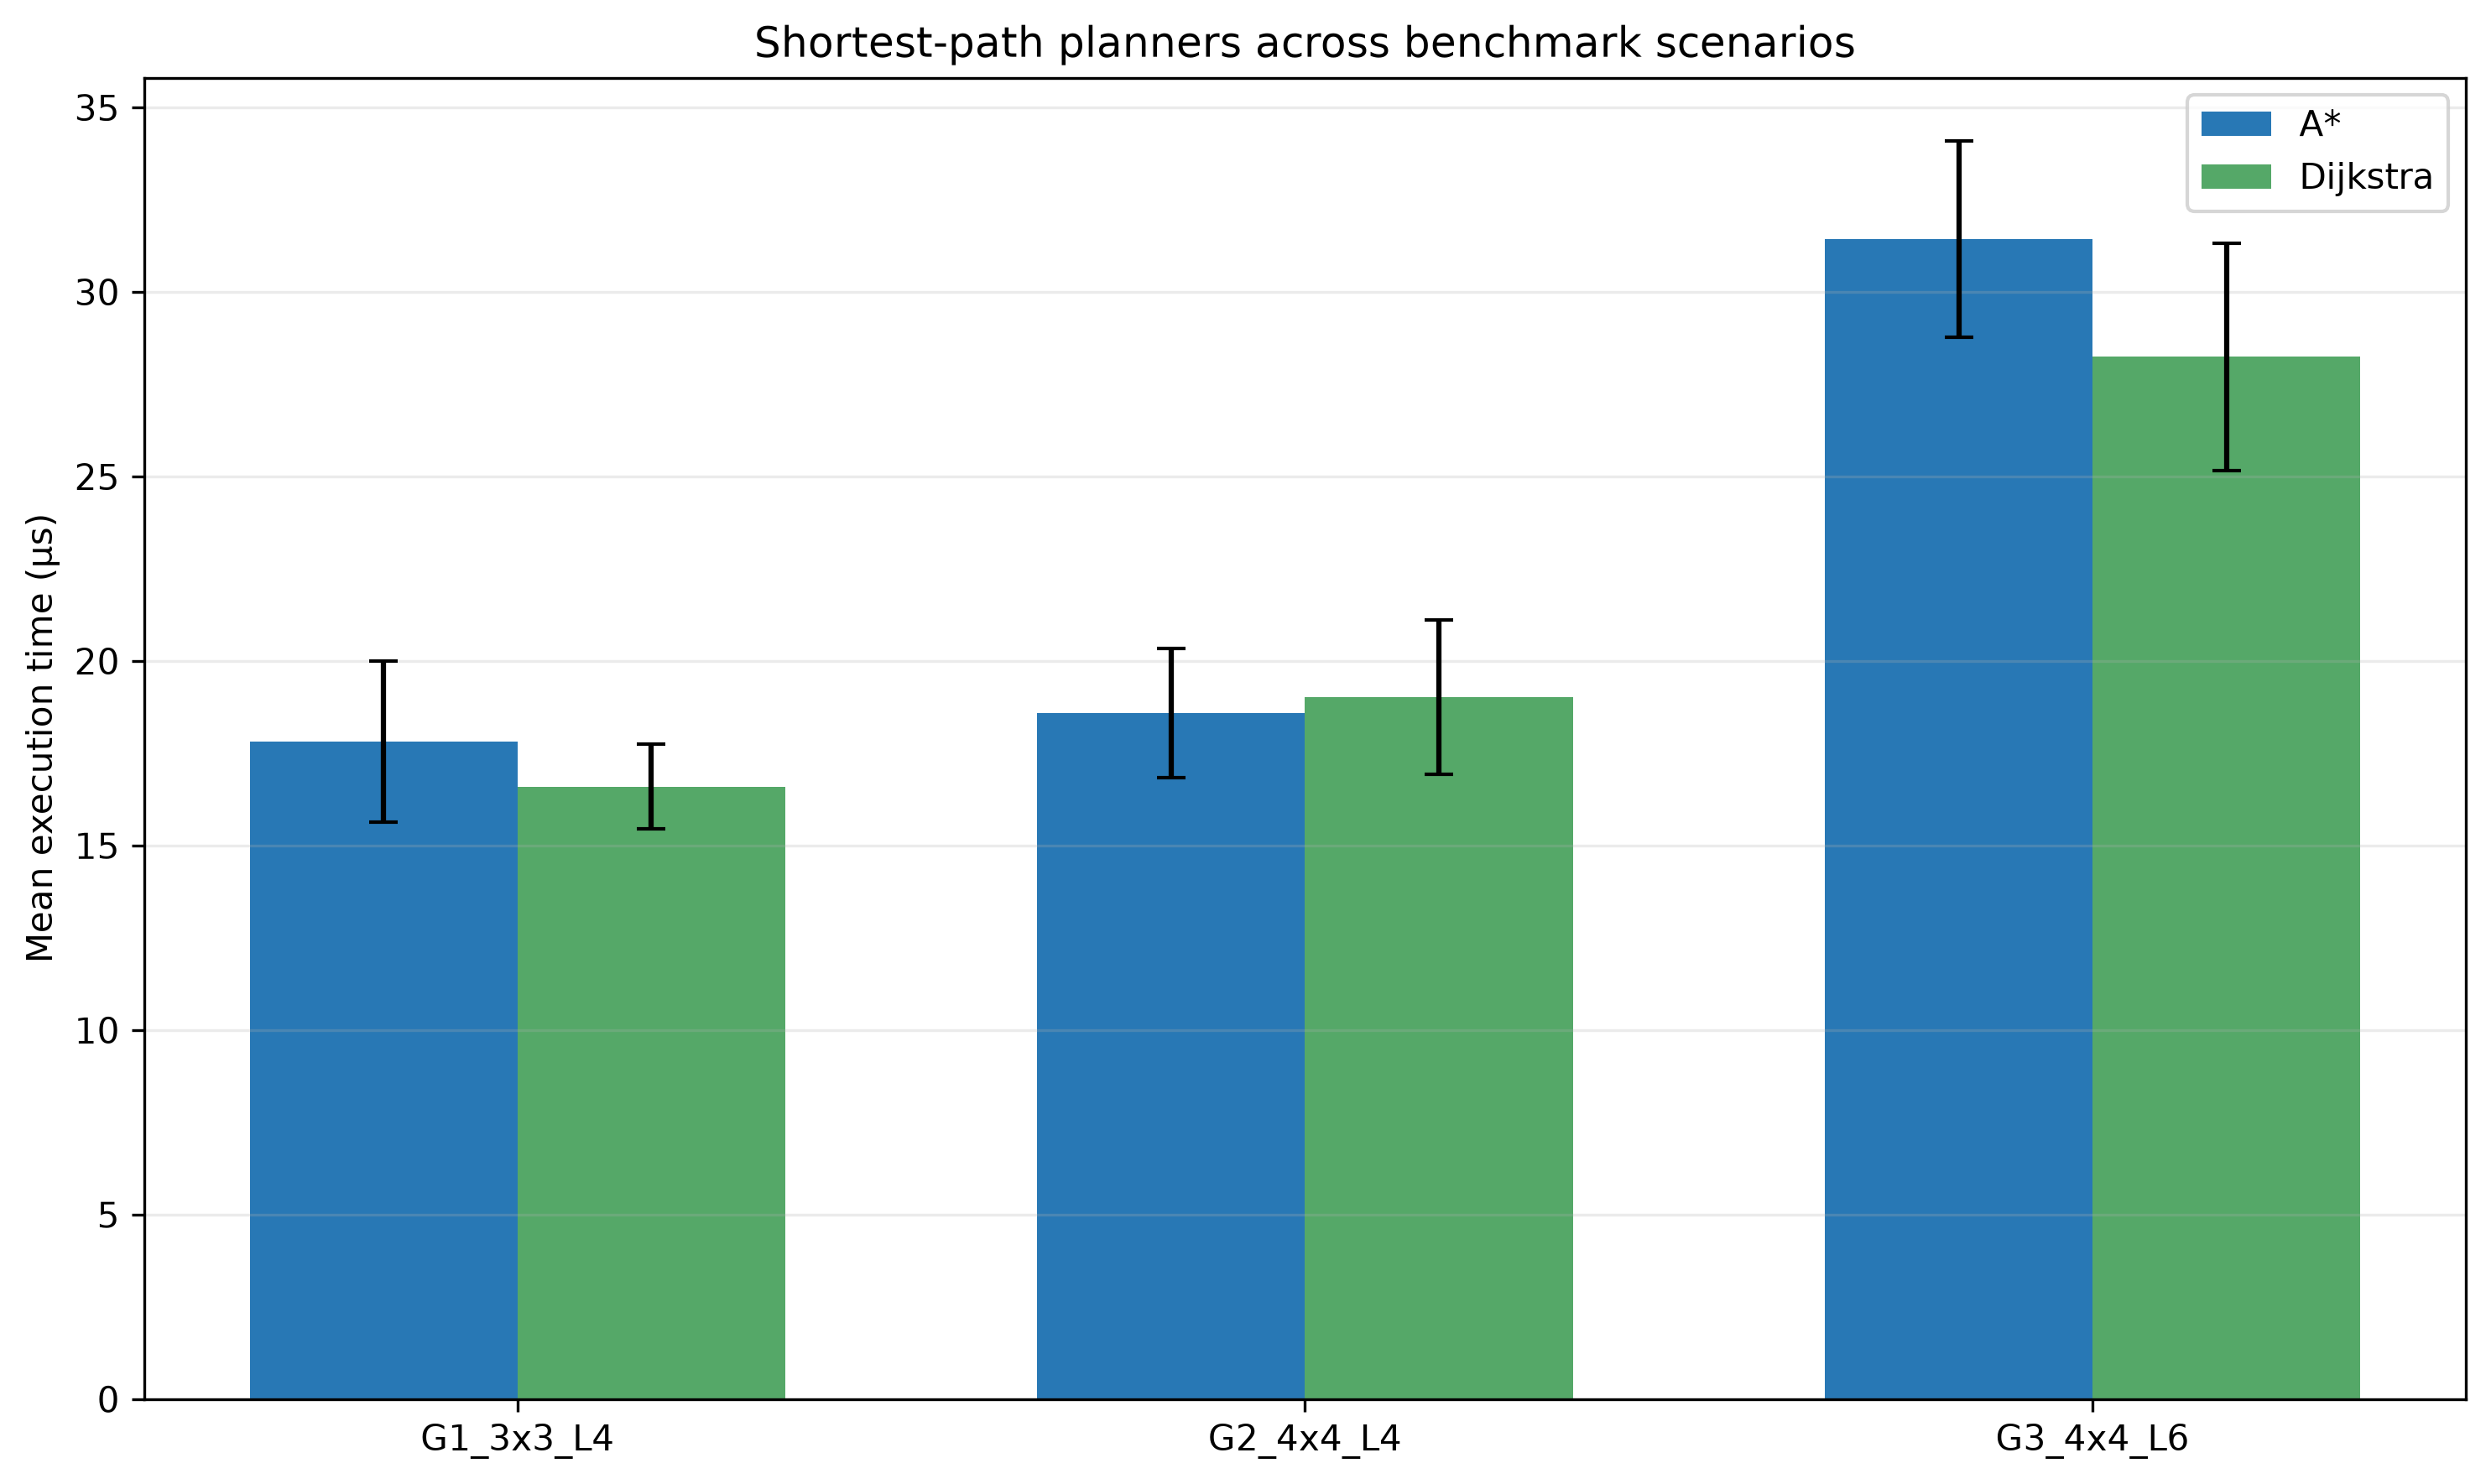 Shortest-path planners across benchmark scenarios
A*
Dijkstra
Mean execution time (µs)
35
30
25
20
15
10
5
0
G1_3x3_L4
G2_4x4_L4
G3_4x4_L6